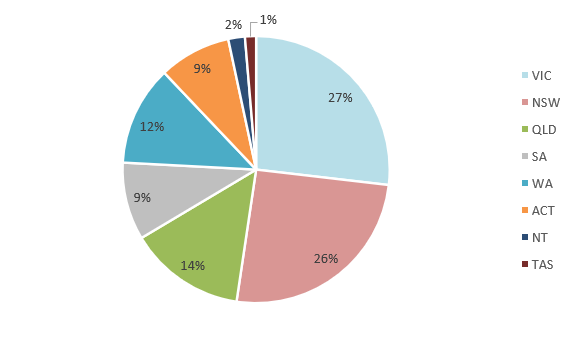 2%
1%
9%
27%
12%
9%
14%
26%
VIC
NSW
QLD
SA
WA
ACT
NT
TAS